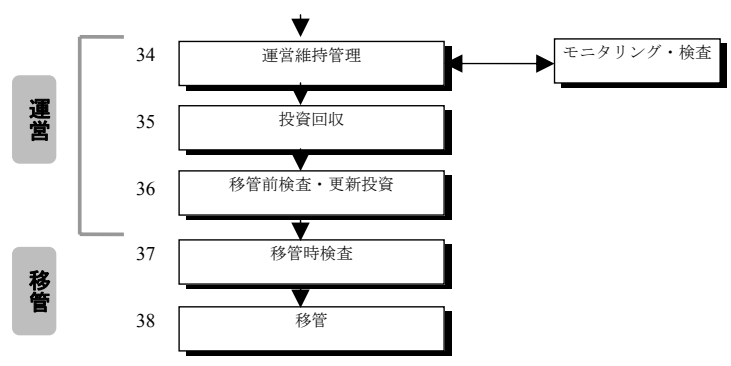 運営
34 運営維持管理
モニタリング・検査
35 投資回収
36 移管前検査・更新投資
移管
37 移管時検査
38 移管